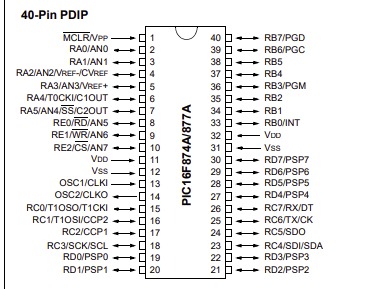 40-Pin PDIP
MCLR/VPP 1 40 RB7/PGD
RA0/AN0 2 39 RB6/PGC
RA1/AN1 3 38 RB5
RA2/AN2/VREF-/CVREF 4 37 RB4
RA3/AN3/VREF+ 5 36 RB3/PGM
RA4/T0CKI/C1OUT 6 35 RB2
RA5/AN4/SS/C2OUT 7 34 RB1
RE0/RD/AN5 8 33 RB0/INT
RE1/WR/AN6 9 32 VDD
RE2/CS/AN7 10 31 VSS
VDD 11 30 RD7/PSP7
VSS 12 29 RD6/PSP6
OSC1/CLKI 13 28 RD5/PSP5
OSC2/CLKO 14 27 RD4/PSP4
RC0/T1OSO/T1CKI 15 26 RC7/RX/DT
RC1/T1OSI/CCP2 16 25 RC6/TX/CK
RC2/CCP1 17 24 RC5/SDO
RC3/SCK/SCL 18 23 RC4/SDI/SDA
RD0/PSP0 19 22 RD3/PSP3
RD1/PSP1 20 21 RD2/PSP2
PIC16F874A/877A